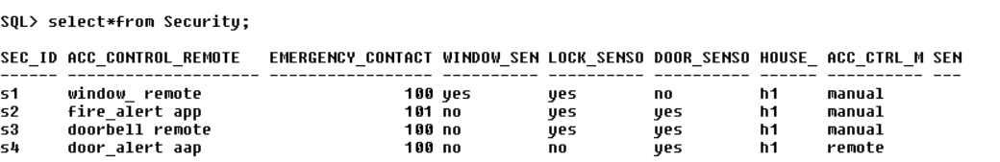 SQL> select*from Security;
SEC_ID ACC_CONTROL_REMOTE   EMERGENCY_CONTACT WINDOW_SEN LOCK_SENSO DOOR_SENSO HOUSE_ ACC_CTRL_M SEN
------ -------------------- ----------------- ---------- ---------- ---------- ------ ---------- ---
s1     window_ remote                     100 yes        yes        no         h1     manual
s2     fire_alert app                     101 no         yes        yes        h1     manual
s3     doorbell remote                    100 no         yes        yes        h1     manual
s4     door_alert aap                     100 no         no         yes        h1     remote